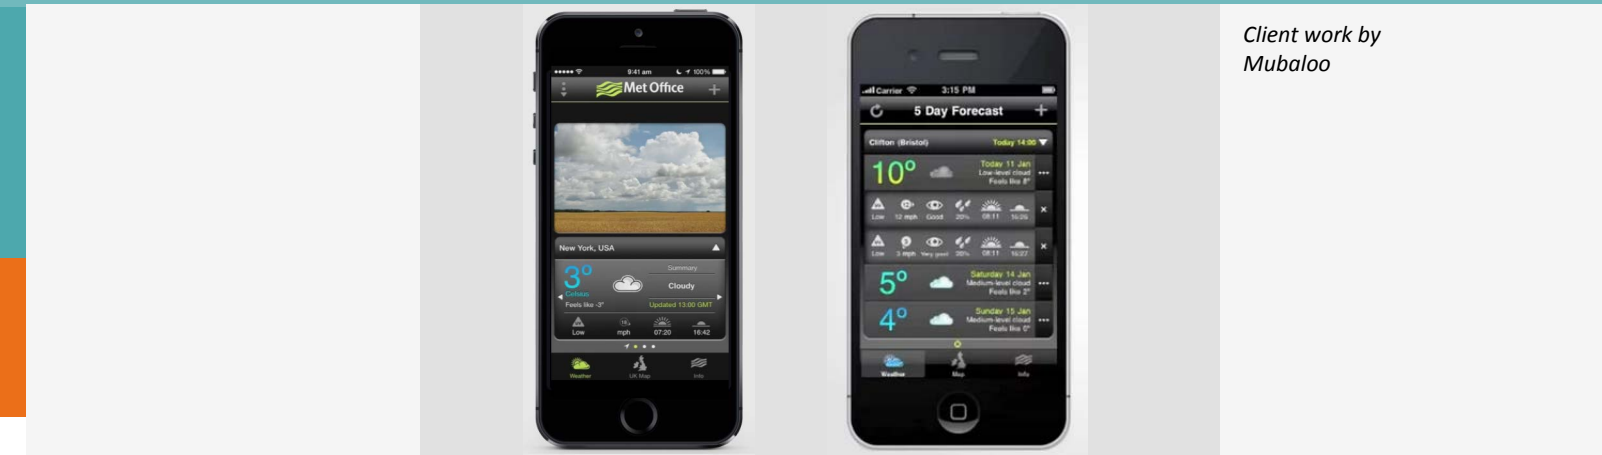 Client work by
Mubaloo
9:41 am
100%
Met Office
New York, USA
3°
Celsius
Feels like -3°
Summary
Cloudy
Updated 13:00 GMT
Low
mph
07:20
16:42
Weather
UK Map
Info
Carrier
3:15 PM
5 Day Forecast
Clifton (Bristol)
Today 14:00
10°
Today 11 Jan
Low-level cloud
Feels like 8°
Low
12 mph
Good
20%
08:11
16:26
Low
3 mph
Very good
20%
08:11
16:27
5°
Saturday 14 Jan
Medium-level cloud
Feels like 2°
4°
Sunday 15 Jan
Medium-level cloud
Feels like 0°
Weather
Map
Info